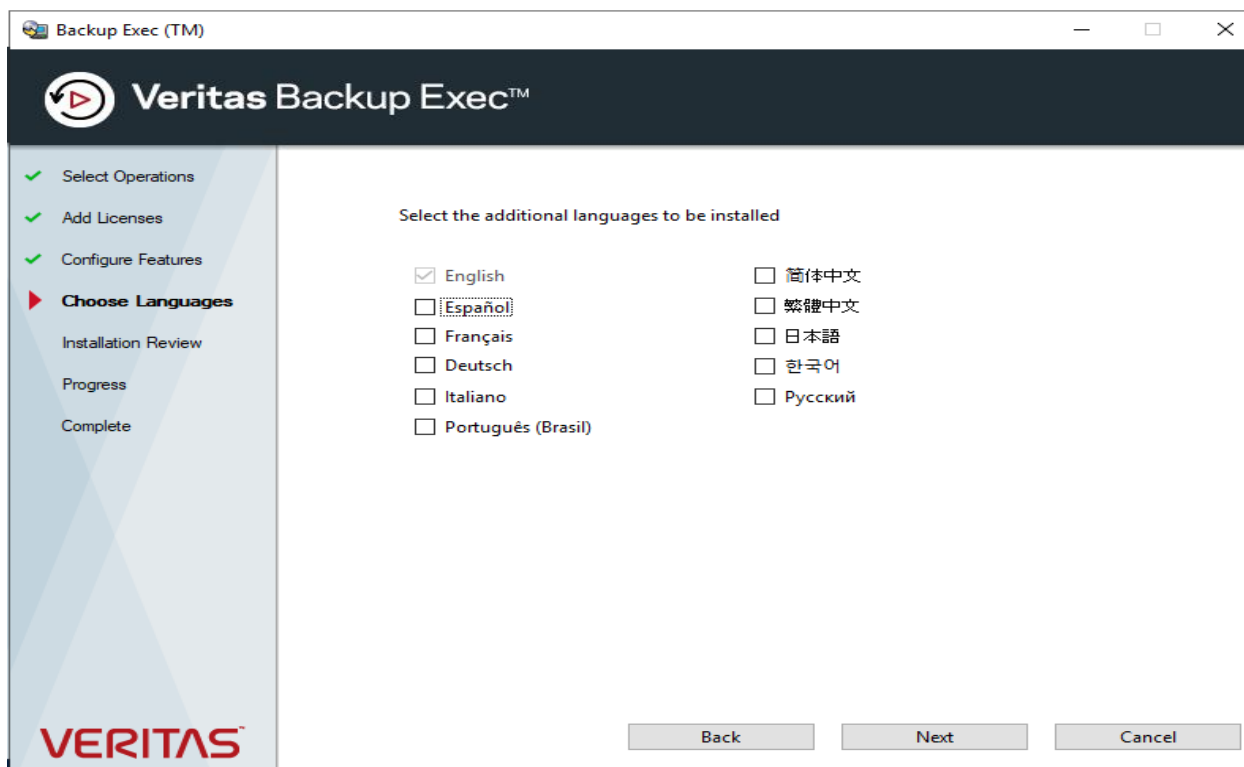 Backup Exec (TM)
Veritas Backup Exec™
Select Operations
Add Licenses
Configure Features
Choose Languages
Installation Review
Progress
Complete
VERITAS™
Select the additional languages to be installed
English
Español
Français
Deutsch
Italiano
Português (Brasil)
简体中文
繁體中文
日本語
한국어
Русский
Back
Next
Cancel